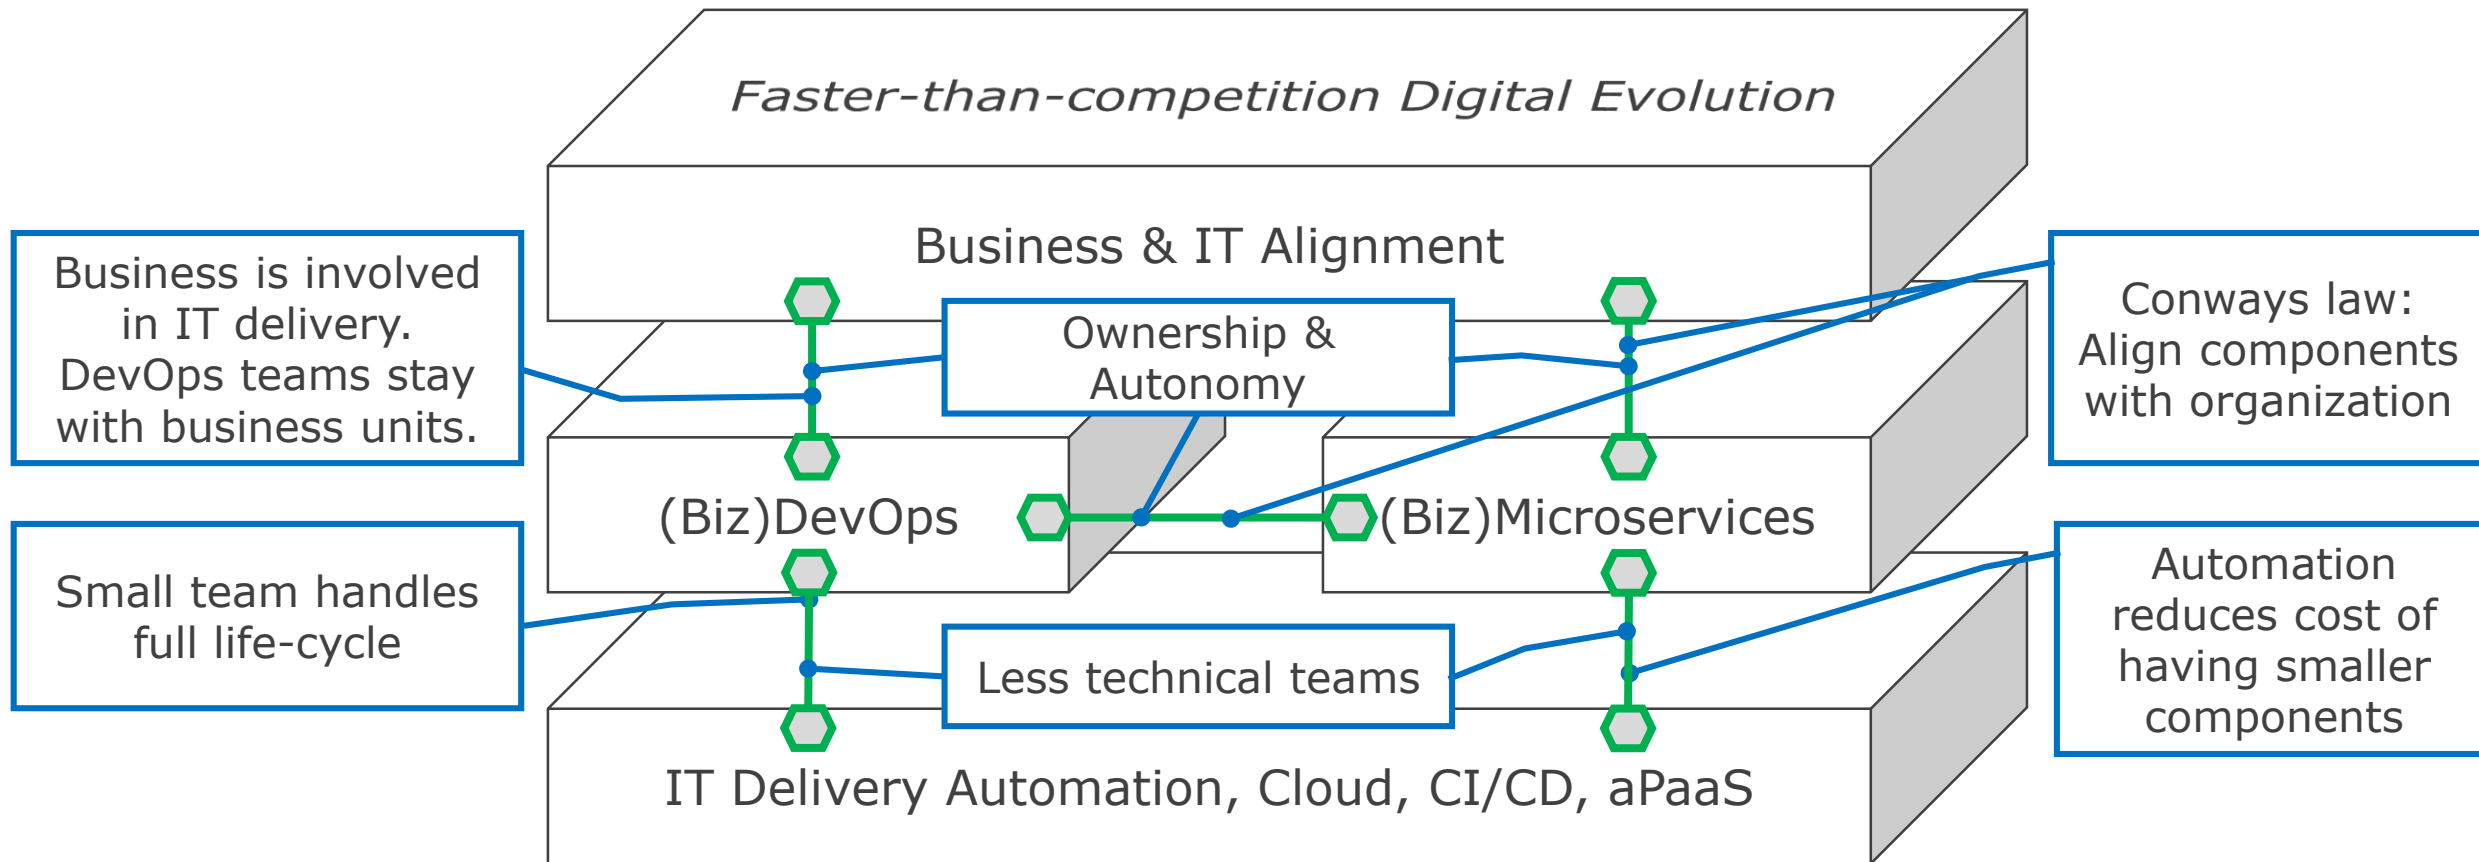 Faster-than-competition Digital Evolution
Business & IT Alignment
Business is involved
in IT delivery.
DevOps teams stay
with business units.
Ownership &
Autonomy
Conways law:
Align components
with organization
(Biz)DevOps
(Biz)Microservices
Small team handles
full life-cycle
Less technical teams
Automation
reduces cost of
having smaller
components
IT Delivery Automation, Cloud, CI/CD, aPaaS